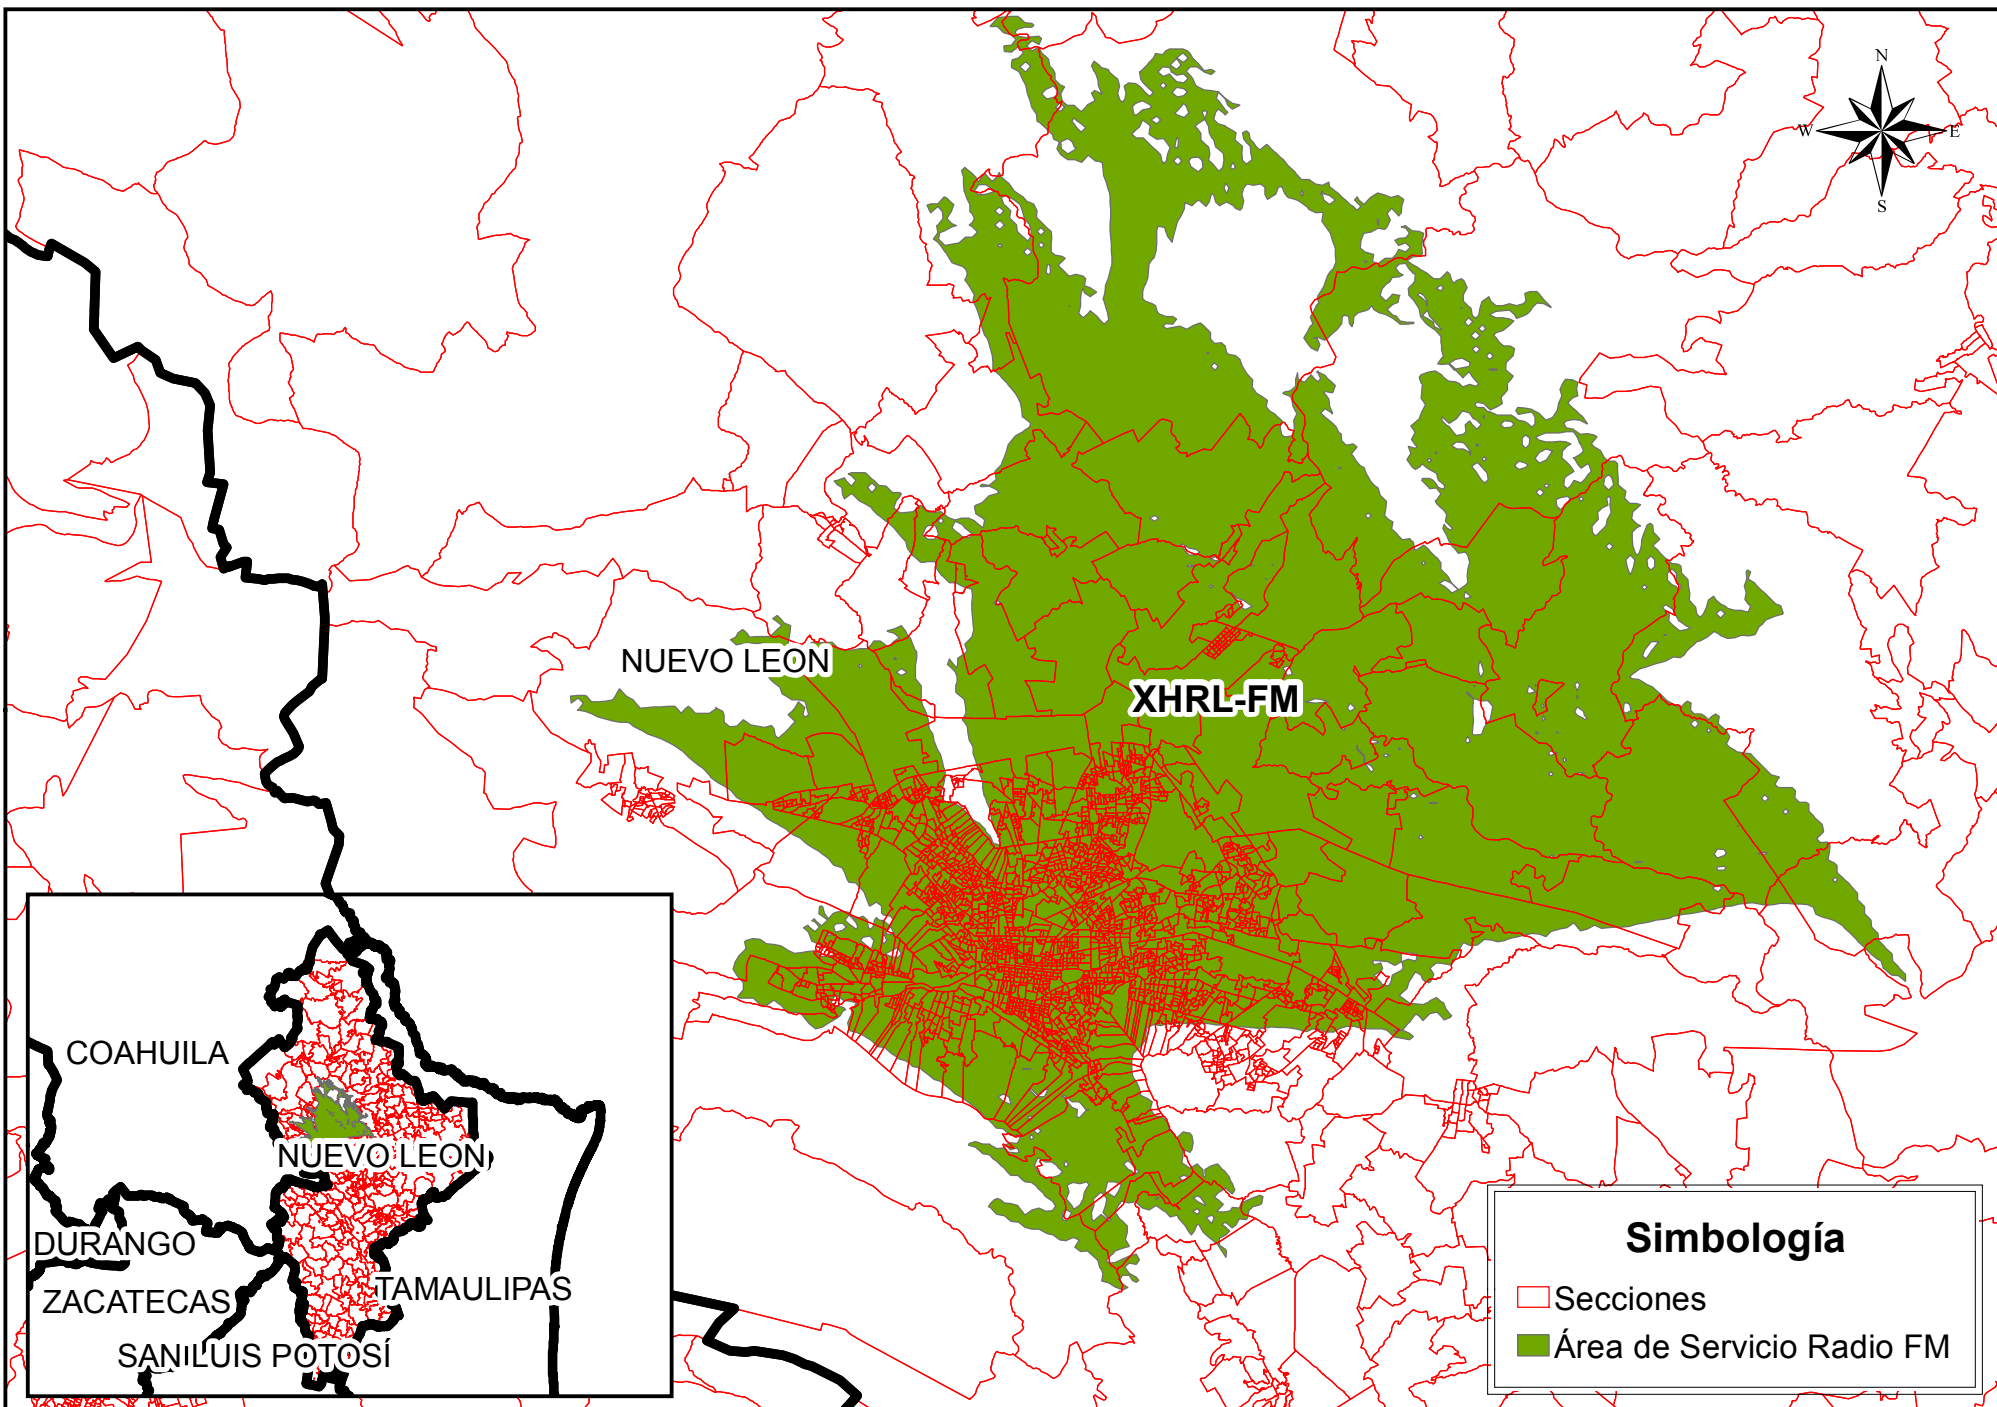 N
W E
S
NUEVO LEON
XHRL-FM
COAHUILA
NUEVO LEON
DURANGO
ZACATECAS
TAMAULIPAS
SAN LUIS POTOSÍ
Simbología
Secciones
Área de Servicio Radio FM